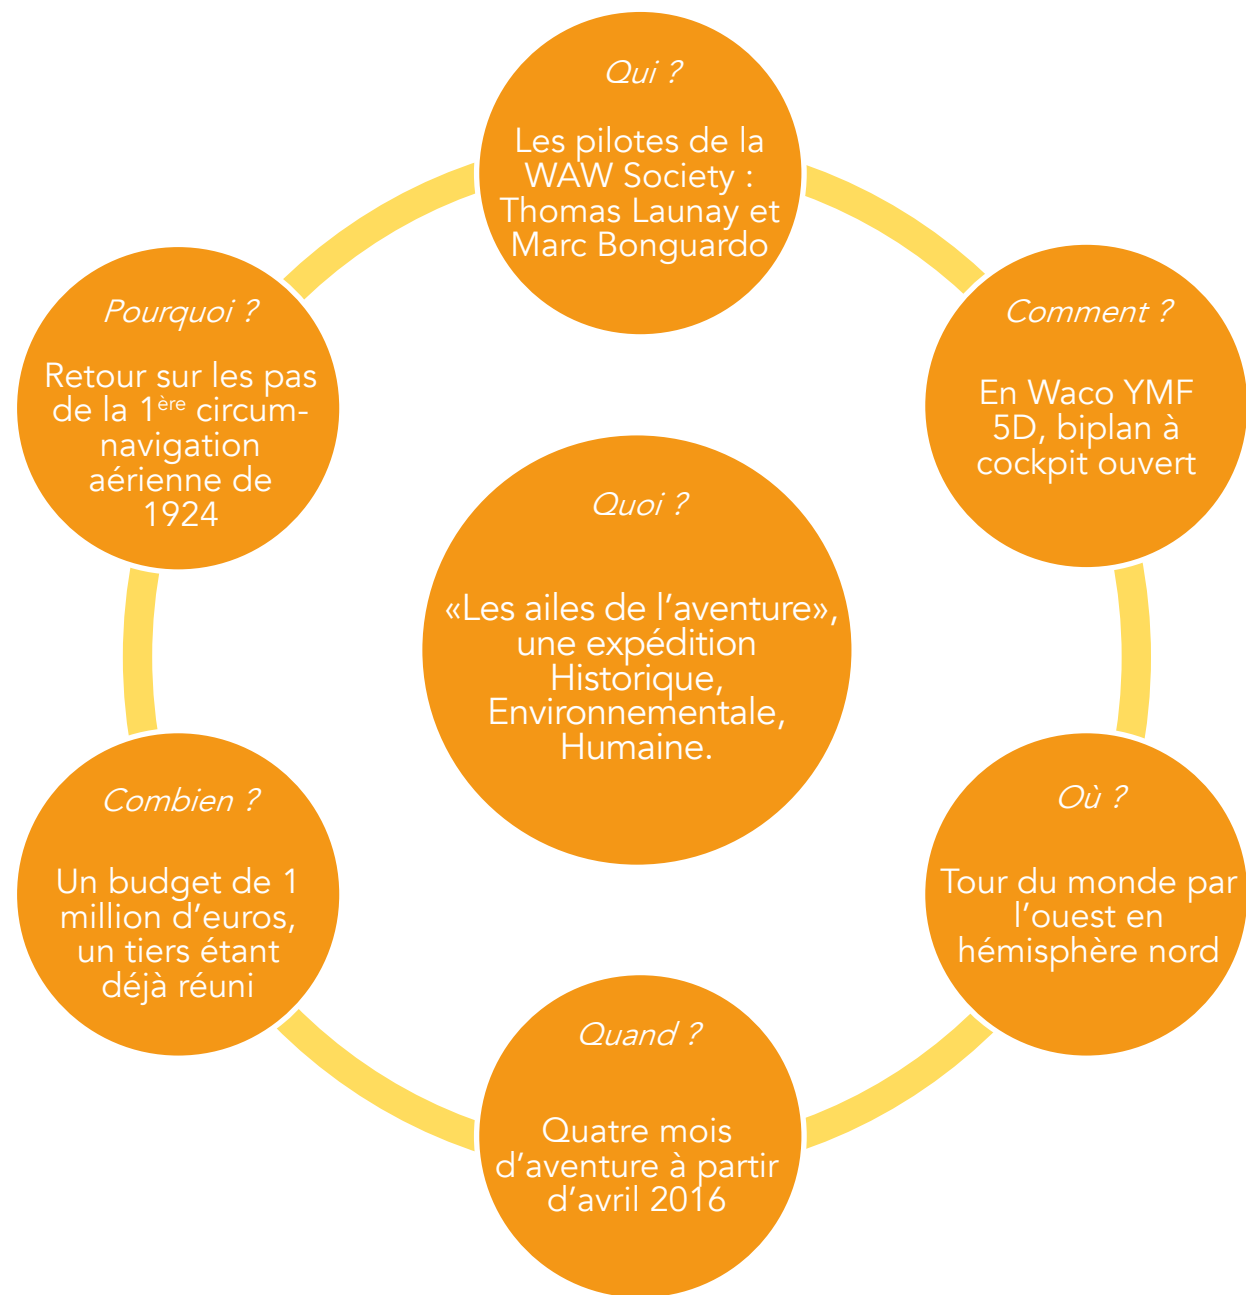 Qui ?
Les pilotes de la
WAW Society :
Thomas Launay et
Marc Bonguardo
Comment ?
En Waco YMF
5D, biplan à
cockpit ouvert
Où ?
Tour du monde par
l’ouest en
hémisphère nord
Quand ?
Quatre mois
d’aventure à partir
d’avril 2016
Combien ?
Un budget de 1
million d’euros,
un tiers étant
déjà réuni
Pourquoi ?
Retour sur les pas
de la 1ère circum-
navigation
aérienne de
1924
Quoi ?
«Les ailes de l’aventure»,
une expédition
Historique,
Environnementale,
Humaine.